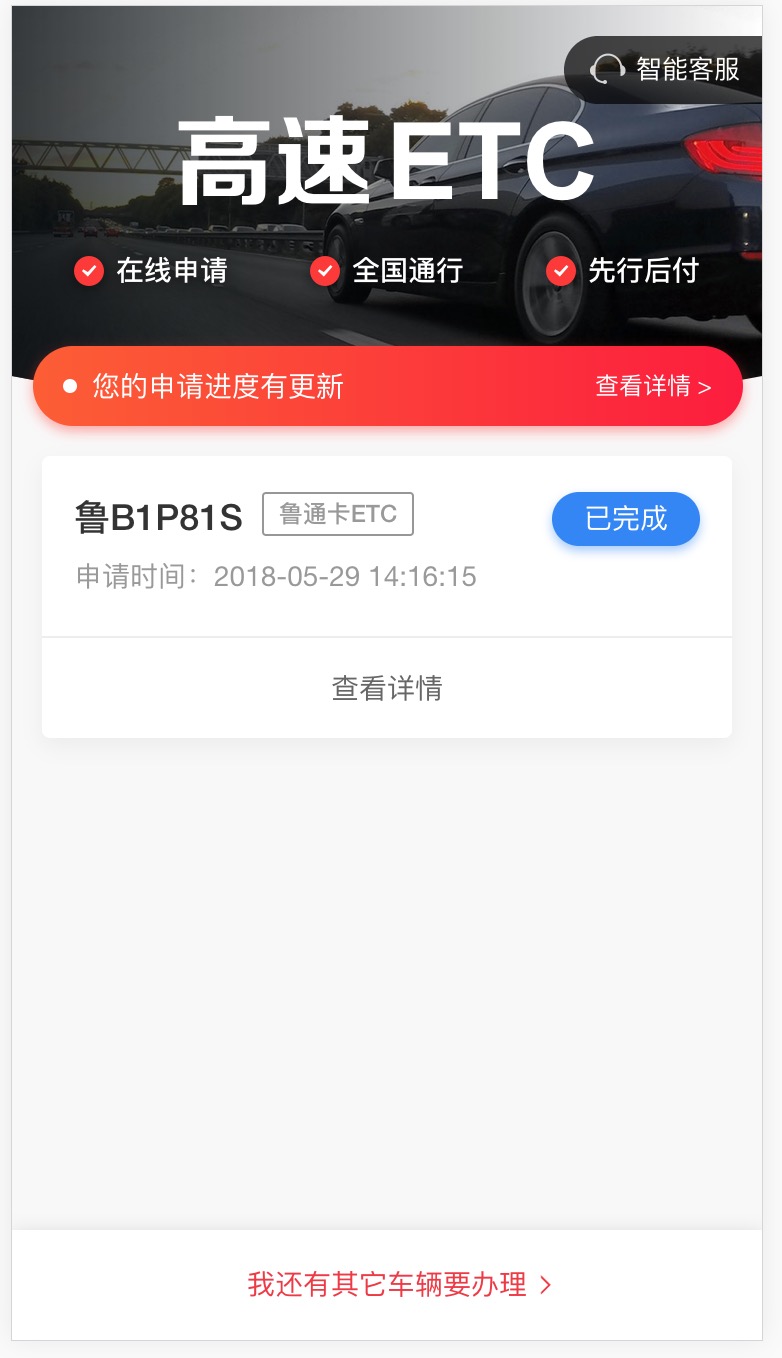 智能客服
高速ETC
在线申请 全国通行 先行后付
您的申请进度有更新 查看详情 >
鲁B1P81S 鲁通卡ETC 已完成
申请时间：2018-05-29 14:16:15
查看详情
我还有其它车辆要办理 >